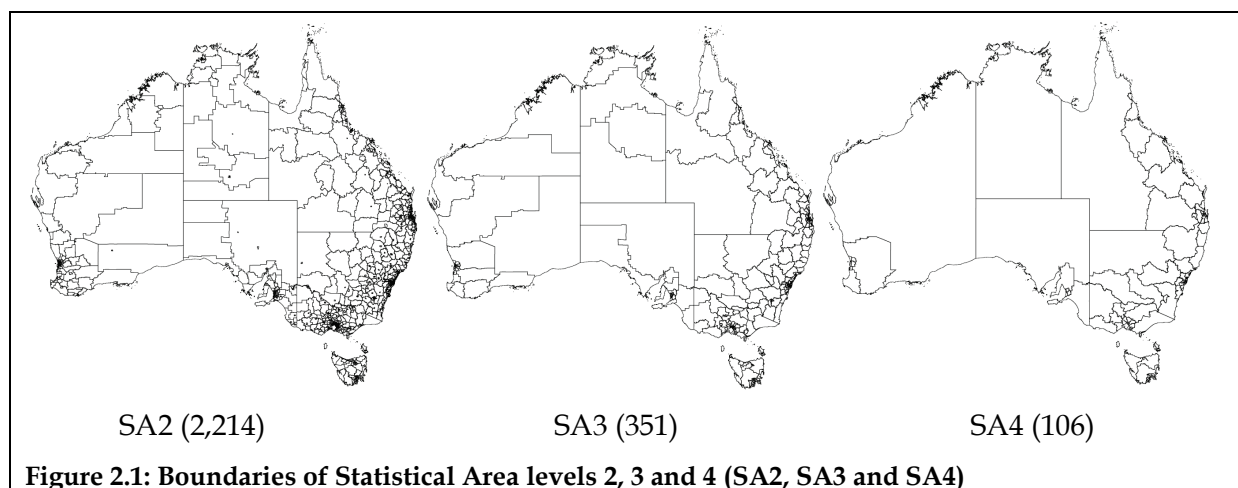 SA2 (2,214) SA3 (351) SA4 (106)
Figure 2.1: Boundaries of Statistical Area levels 2, 3 and 4 (SA2, SA3 and SA4)